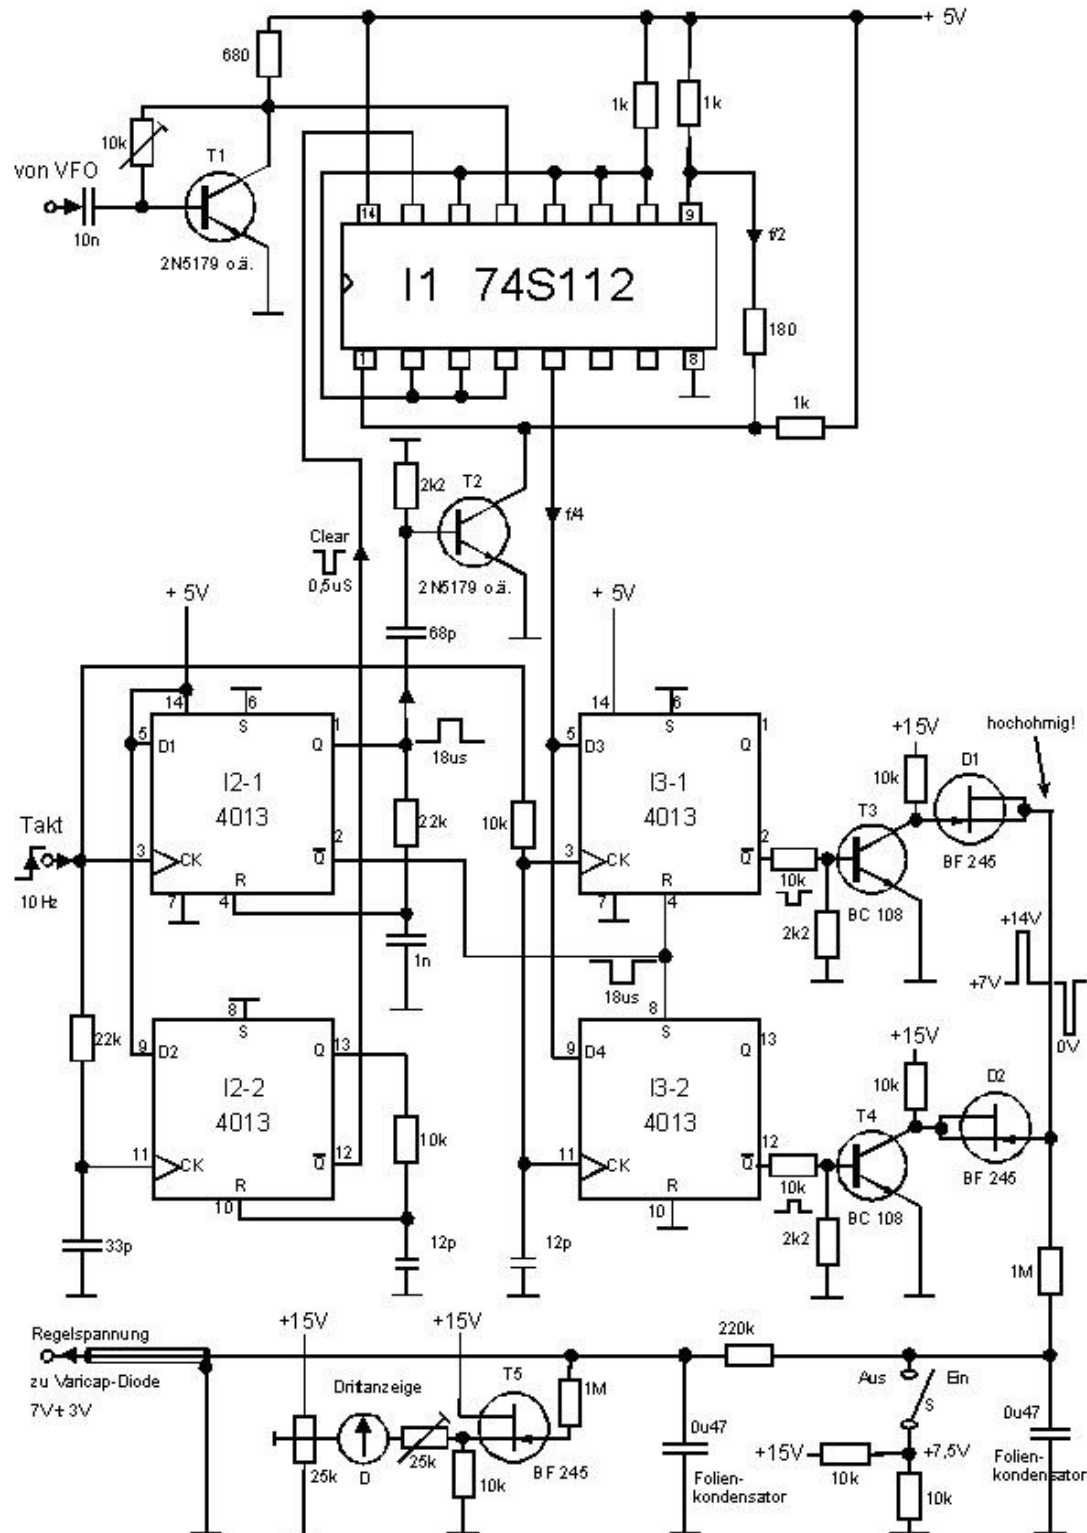 + 5V
680
1k
1k
10k
T1
von VFO
10n
2N5179 o.ä.
14
9
I1 74S112
f/2
180
1
8
1k
2k2
T2
f/4
Clear
0,5uS
2N5179 o.ä.
+ 5V
68p
+ 5V
14
6
S
1
5
D1
Q
18us
I2-1
4013
22k
10k
Takt
10 Hz
3
CK
2
Q
R
7
4
1n
14
6
S
1
5
D3
Q
I3-1
4013
3
CK
2
Q
R
7
4
+15V
hochohmig!
10k
D1
T3
BF 245
10k
BC 108
2k2
+14V
+7V
0V
18us
22k
8
S
9
D2
Q
13
I2-2
4013
10k
11
CK
12
Q
R
10
33p
12p
12p
8
S
9
D4
Q
13
I3-2
4013
11
CK
12
Q
R
10
+15V
10k
D2
T4
BF 245
10k
BC 108
2k2
1M
Regelspannung
+15V
+15V
220k
zu Varicap-Diode
7V± 3V
Driftanzeige
T5
1M
Aus
Ein
S
0u47
0u47
25k
D
25k
10k
BF 245
Folien-
kondensator
+15V
+7,5V
10k
10k
Folien-
kondensator